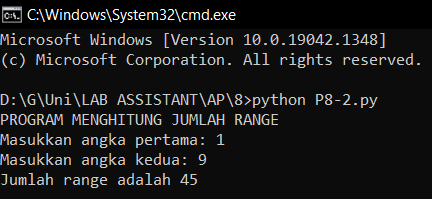 C:\Windows\System32\cmd.exe
Microsoft Windows [Version 10.0.19042.1348]
(c) Microsoft Corporation. All rights reserved.
D:\G\Uni\LAB ASSISTANT\AP\8>python P8-2.py
PROGRAM MENGHITUNG JUMLAH RANGE
Masukkan angka pertama: 1
Masukkan angka kedua: 9
Jumlah range adalah 45